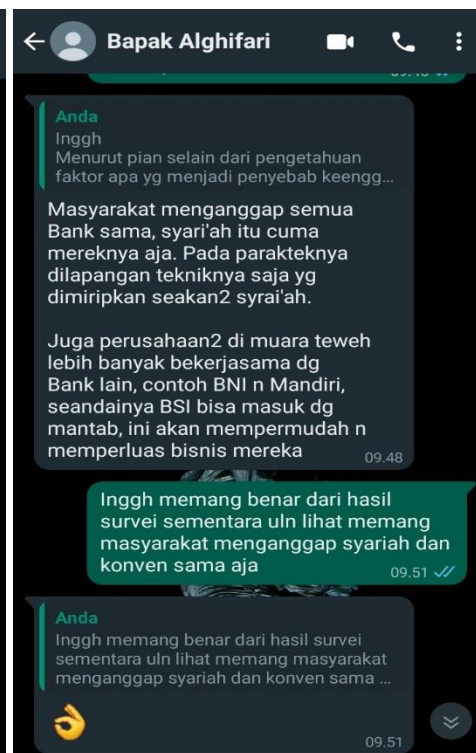 Bapak Alghifari
Anda
Inggh
Menurut pian selain dari pengetahuan
faktor apa yg menjadi penyebab keengg...
Masyarakat menganggap semua
Bank sama, syari'ah itu cuma
mereknya aja. Pada parakteknya
dilapangan tekniknya saja yg
dimiripkan seakan2 syrai'ah.
Juga perusahaan2 di muara teweh
lebih banyak bekerjasama dg
Bank lain, contoh BNI n Mandiri,
seandainya BSI bisa masuk dg
mantab, ini akan mempermudah n
memperluas bisnis mereka
09.48
Inggh memang benar dari hasil
survei sementara uln lihat memang
masyarakat menganggap syariah dan
konven sama aja
09.51
Anda
Inggh memang benar dari hasil survei
sementara uln lihat memang masyarakat
menganggap syariah dan konven sama ...
👌
09.51